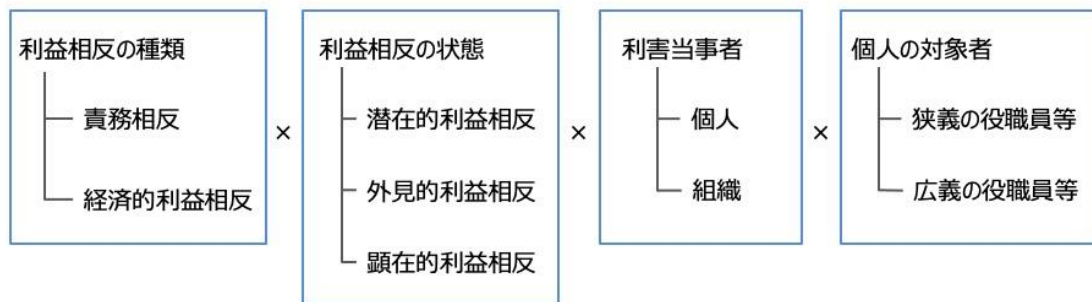 利益相反の種類
責務相反
経済的利益相反
×
利益相反の状態
潜在的利益相反
外見的利益相反
顕在的利益相反
×
利害当事者
個人
組織
×
個人の対象者
狭義の役職員等
広義の役職員等